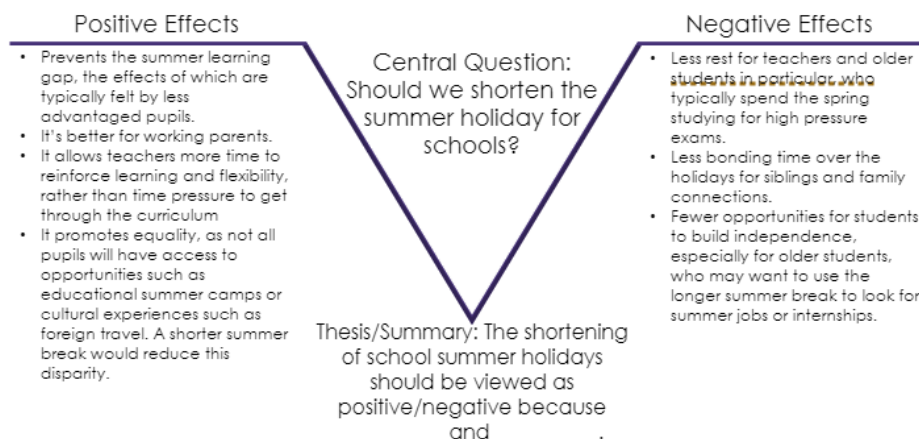 Positive Effects
• Prevents the summer learning
gap, the effects of which are
typically felt by less
advantaged pupils.
• It's better for working parents.
• It allows teachers more time to
reinforce learning and flexibility,
rather than time pressure to get
through the curriculum
• It promotes equality, as not all
pupils will have access to
opportunities such as
educational summer camps or
cultural experiences such as
foreign travel. A shorter summer
break would reduce this
disparity.
Central Question:
Should we shorten the
summer holiday for
schools?
Thesis/Summary: The shortening
of school summer holidays
should be viewed as
positive/negative because
and ________.
Negative Effects
• Less rest for teachers and older
students in particular, who
typically spend the spring
studying for high pressure
exams.
• Less bonding time over the
holidays for siblings and family
connections.
• Fewer opportunities for students
to build independence,
especially for older students,
who may want to use the
longer summer break to look for
summer jobs or internships.